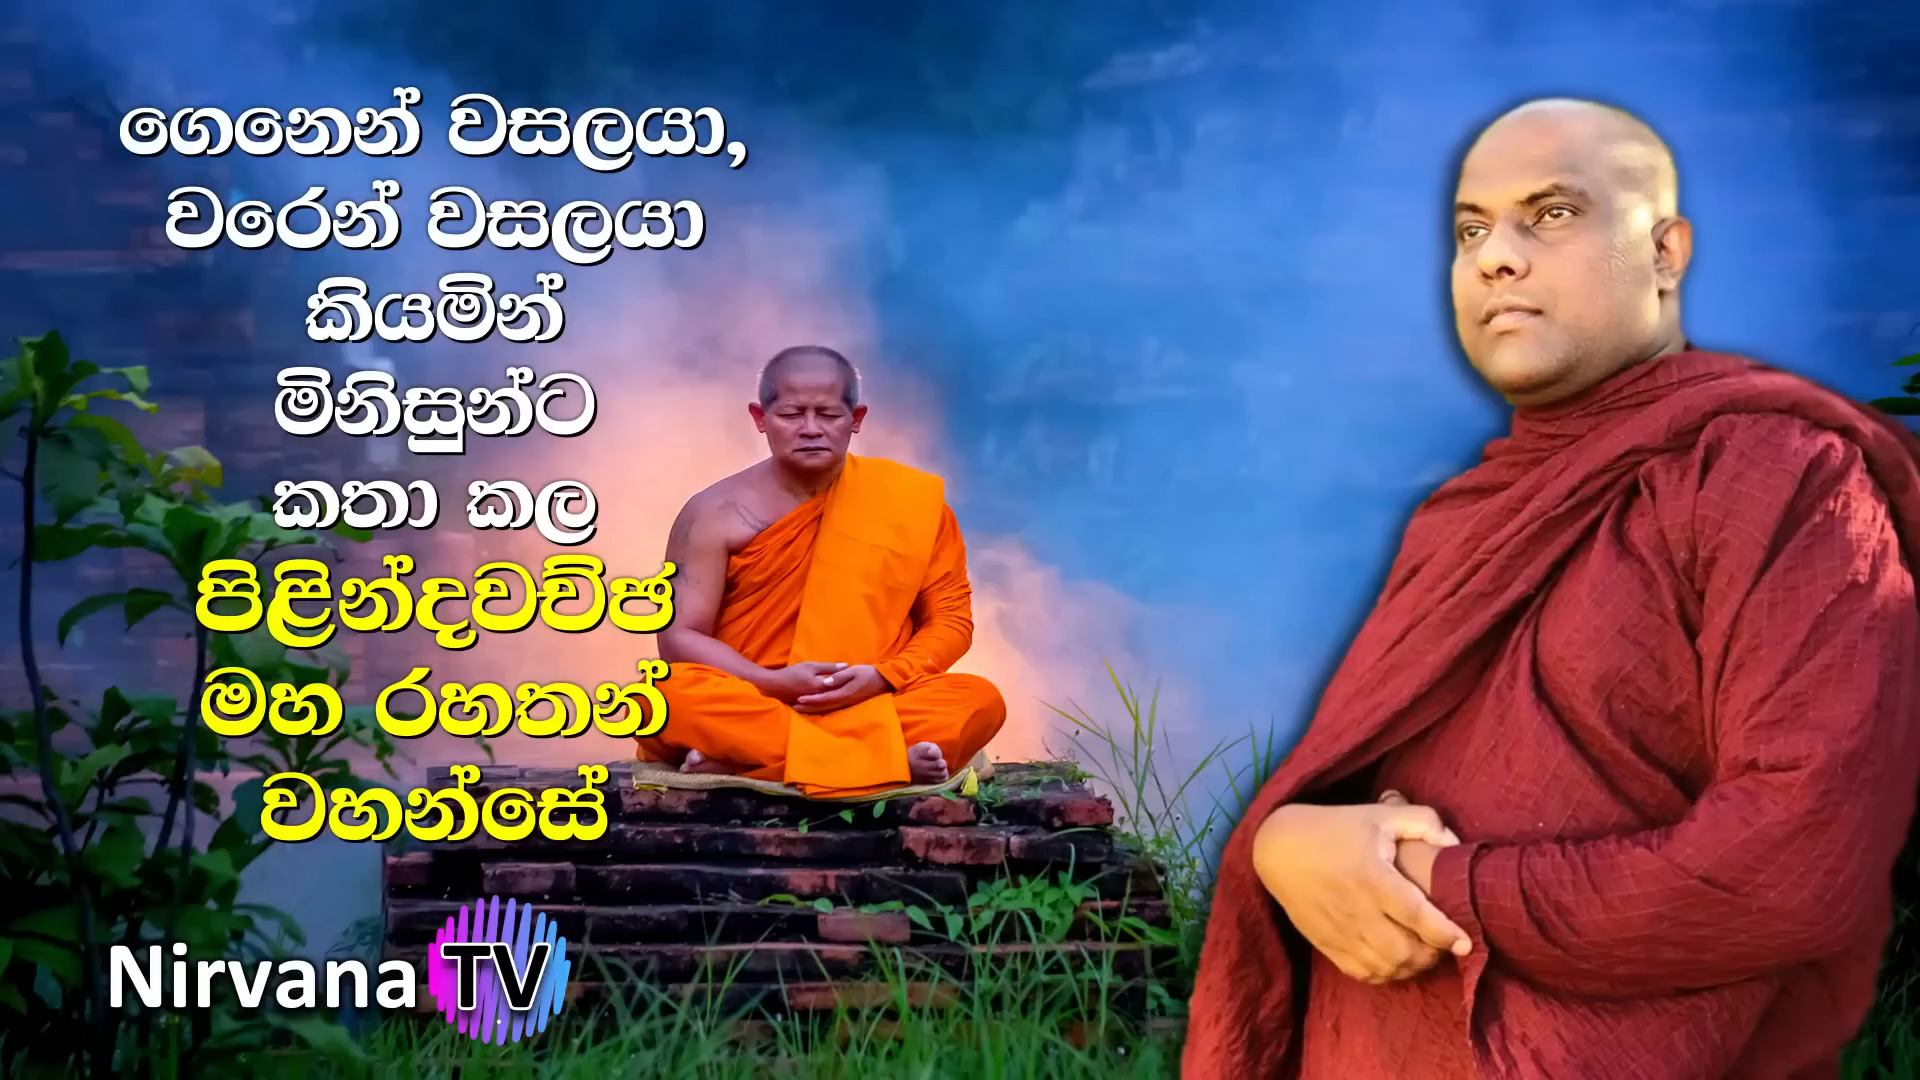 ගෙනෙන් වසලයා,
වරෙන් වසලයා
කියමින්
මිනිසුන්ට
කතා කල
පිළින්දවච්ඡ
මහ රහතන්
වහන්සේ
Nirvana TV